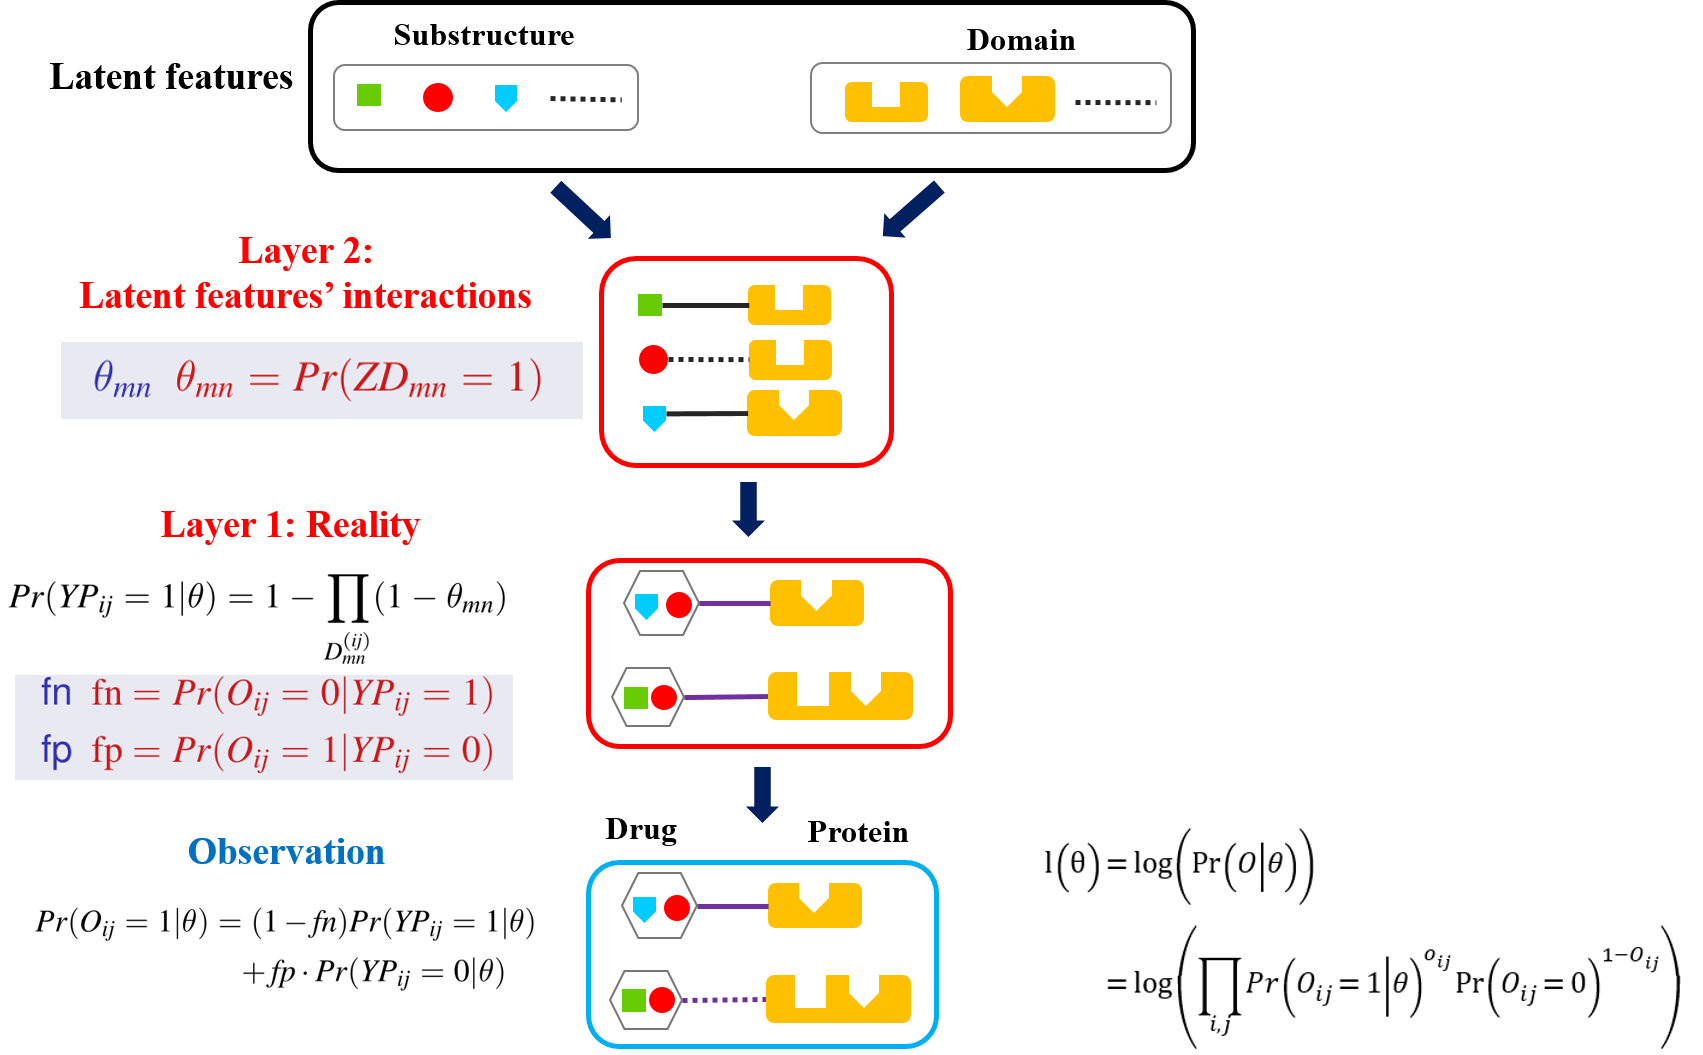 Substructure
Domain
Latent features
Layer 2:
Latent features’ interactions
θmn θmn = Pr(ZDmn = 1)
Layer 1: Reality
Pr(YPij = 1|θ) = 1 − ∏(1 − θmn)
Dmn(ij)
fn fn = Pr(Oij = 0|YPij = 1)
fp fp = Pr(Oij = 1|YPij = 0)
Drug
Protein
Observation
Pr(Oij = 1|θ) = (1 − fn)Pr(YPij = 1|θ)
+ fp · Pr(YPij = 0|θ)
l(θ) = log(Pr(O|θ))
= log(∏i,j Pr(Oij = 1|θ)^oij Pr(Oij = 0)^1−Oij)